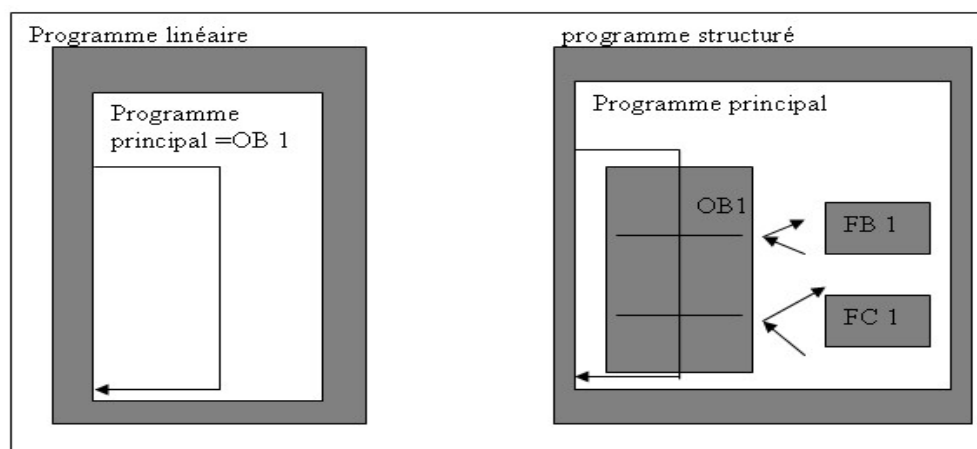 Programme linéaire
Programme
principal =OB 1
programme structuré
Programme principal
OB1
FB 1
FC 1